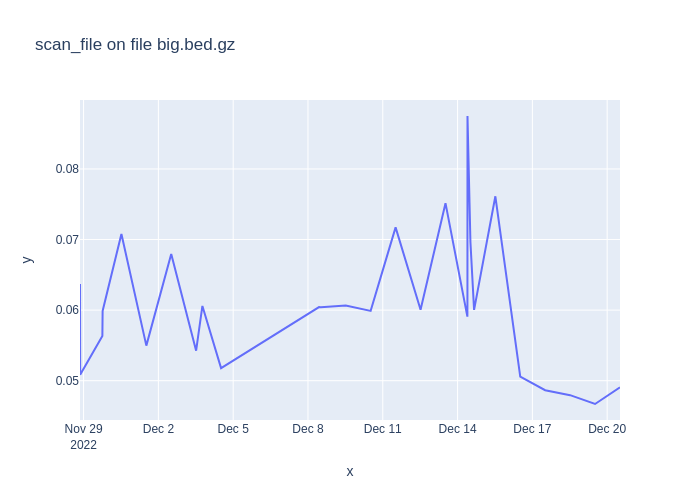 scan_file on file big.bed.gz
y
0.08
0.07
0.06
0.05
Nov 29 Dec 2 Dec 5 Dec 8 Dec 11 Dec 14 Dec 17 Dec 20
2022
x